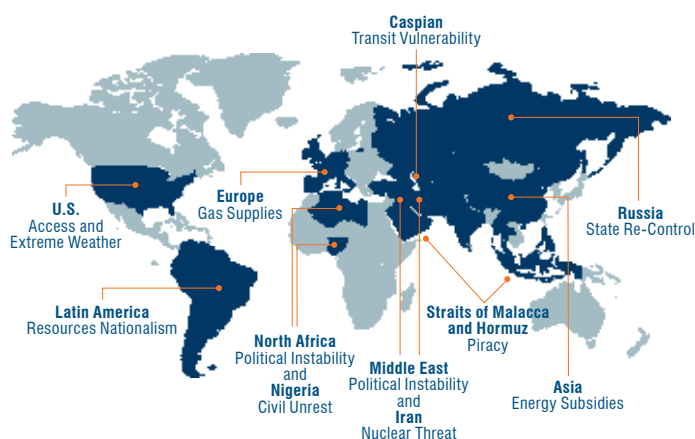 Caspian
Transit Vulnerability
U.S.
Access and
Extreme Weather
Europe
Gas Supplies
Russia
State Re-Control
Latin America
Resources Nationalism
North Africa
Political Instability
and
Nigeria
Civil Unrest
Middle East
Political Instability
and
Iran
Nuclear Threat
Straits of Malacca
and Hormuz
Piracy
Asia
Energy Subsidies